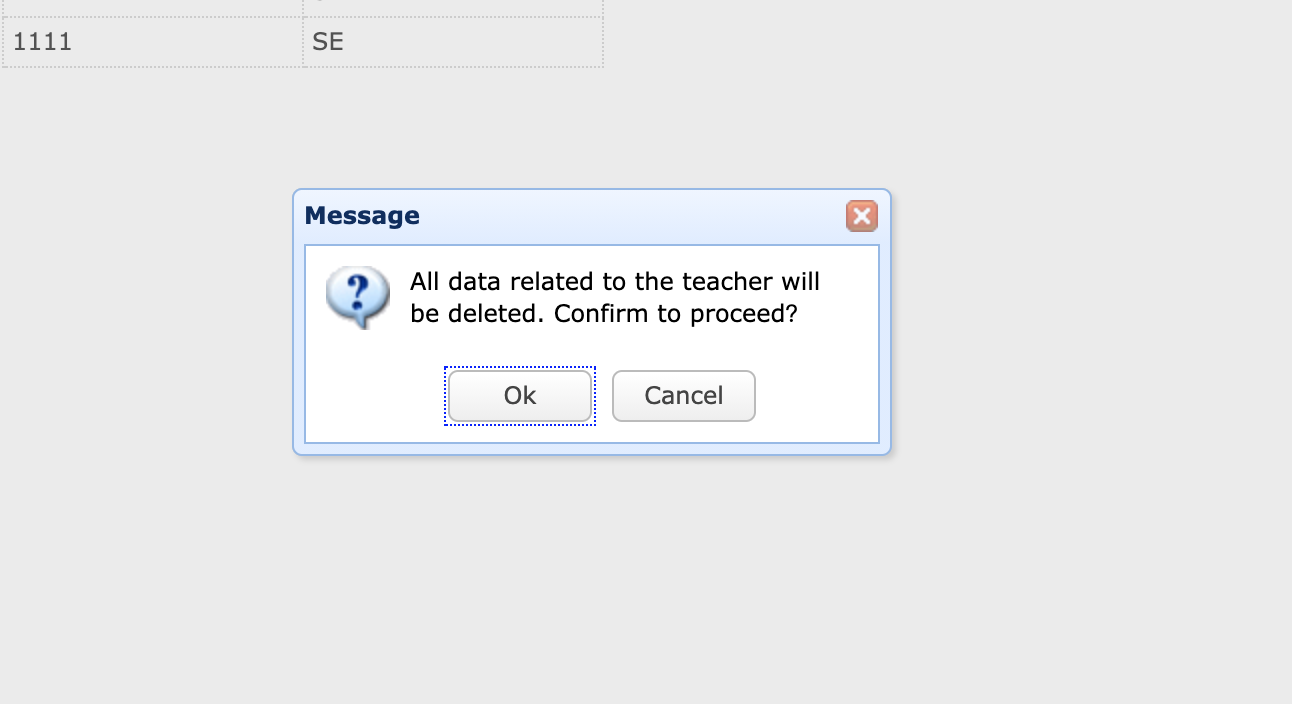 1111 SE
Message
All data related to the teacher will
be deleted. Confirm to proceed?
Ok Cancel